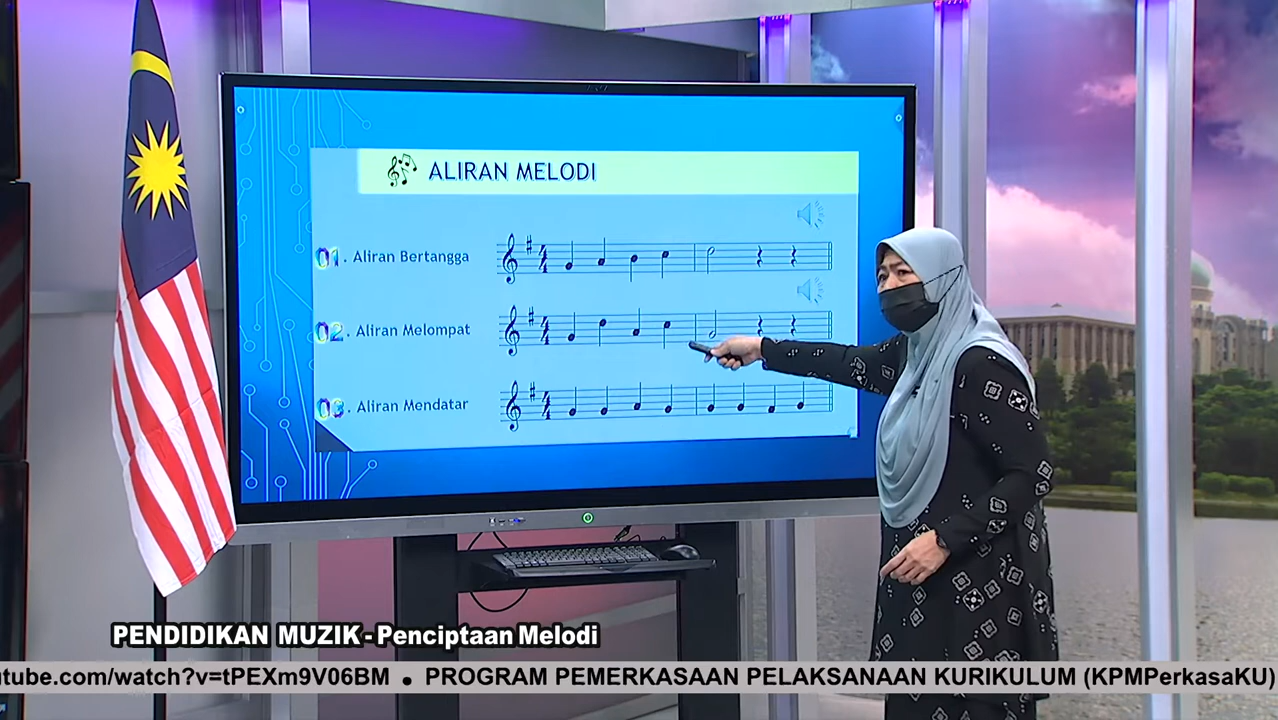 ALIRAN MELODI
01. Aliran Bertangga
02. Aliran Melompat
03. Aliran Mendatar
PENDIDIKAN MUZIK - Penciptaan Melodi
utube.com/watch?v=tPEXm9V06BM ● PROGRAM PEMERKASAAN PELAKSANAAN KURIKULUM (KPMPerkasaKU)